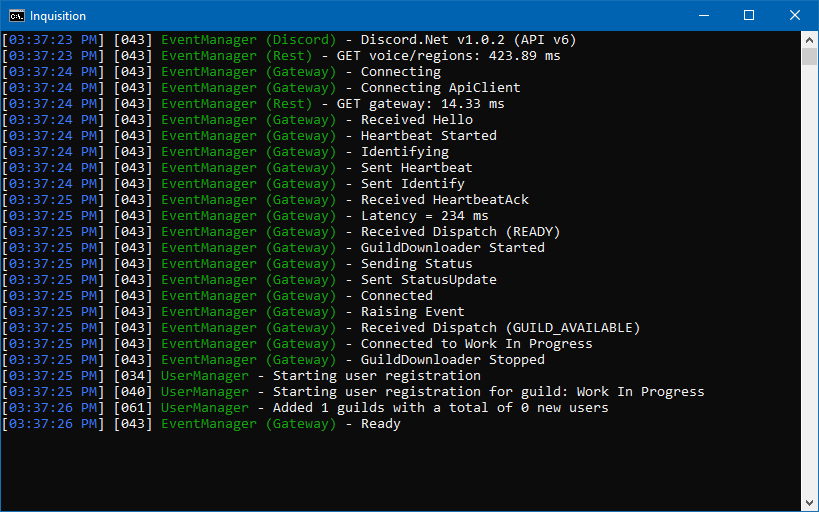 Inquisition
[03:37:23 PM] [043] EventManager (Discord) - Discord.Net v1.0.2 (API v6)
[03:37:23 PM] [043] EventManager (Rest) - GET voice/regions: 423.89 ms
[03:37:24 PM] [043] EventManager (Gateway) - Connecting
[03:37:24 PM] [043] EventManager (Gateway) - Connecting ApiClient
[03:37:24 PM] [043] EventManager (Rest) - GET gateway: 14.33 ms
[03:37:24 PM] [043] EventManager (Gateway) - Received Hello
[03:37:24 PM] [043] EventManager (Gateway) - Heartbeat Started
[03:37:24 PM] [043] EventManager (Gateway) - Identifying
[03:37:24 PM] [043] EventManager (Gateway) - Sent Heartbeat
[03:37:24 PM] [043] EventManager (Gateway) - Sent Identify
[03:37:25 PM] [043] EventManager (Gateway) - Received HeartbeatAck
[03:37:25 PM] [043] EventManager (Gateway) - Latency = 234 ms
[03:37:25 PM] [043] EventManager (Gateway) - Received Dispatch (READY)
[03:37:25 PM] [043] EventManager (Gateway) - GuildDownloader Started
[03:37:25 PM] [043] EventManager (Gateway) - Sending Status
[03:37:25 PM] [043] EventManager (Gateway) - Sent StatusUpdate
[03:37:25 PM] [043] EventManager (Gateway) - Connected
[03:37:25 PM] [043] EventManager (Gateway) - Raising Event
[03:37:25 PM] [043] EventManager (Gateway) - Received Dispatch (GUILD_AVAILABLE)
[03:37:25 PM] [043] EventManager (Gateway) - Connected to Work In Progress
[03:37:25 PM] [043] EventManager (Gateway) - GuildDownloader Stopped
[03:37:25 PM] [034] UserManager - Starting user registration
[03:37:25 PM] [040] UserManager - Starting user registration for guild: Work In Progress
[03:37:26 PM] [061] UserManager - Added 1 guilds with a total of 0 new users
[03:37:26 PM] [043] EventManager (Gateway) - Ready